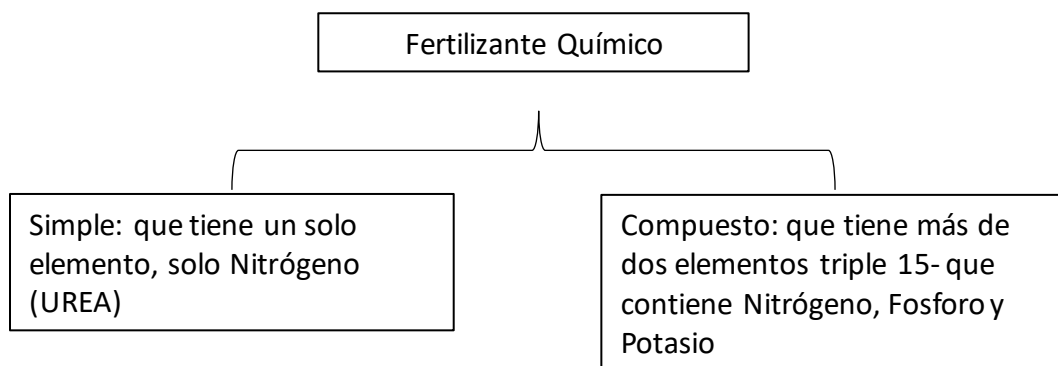 Fertilizante Químico
Simple: que tiene un solo
elemento, solo Nitrógeno
(UREA)
Compuesto: que tiene más de
dos elementos triple 15- que
contiene Nitrógeno, Fosforo y
Potasio